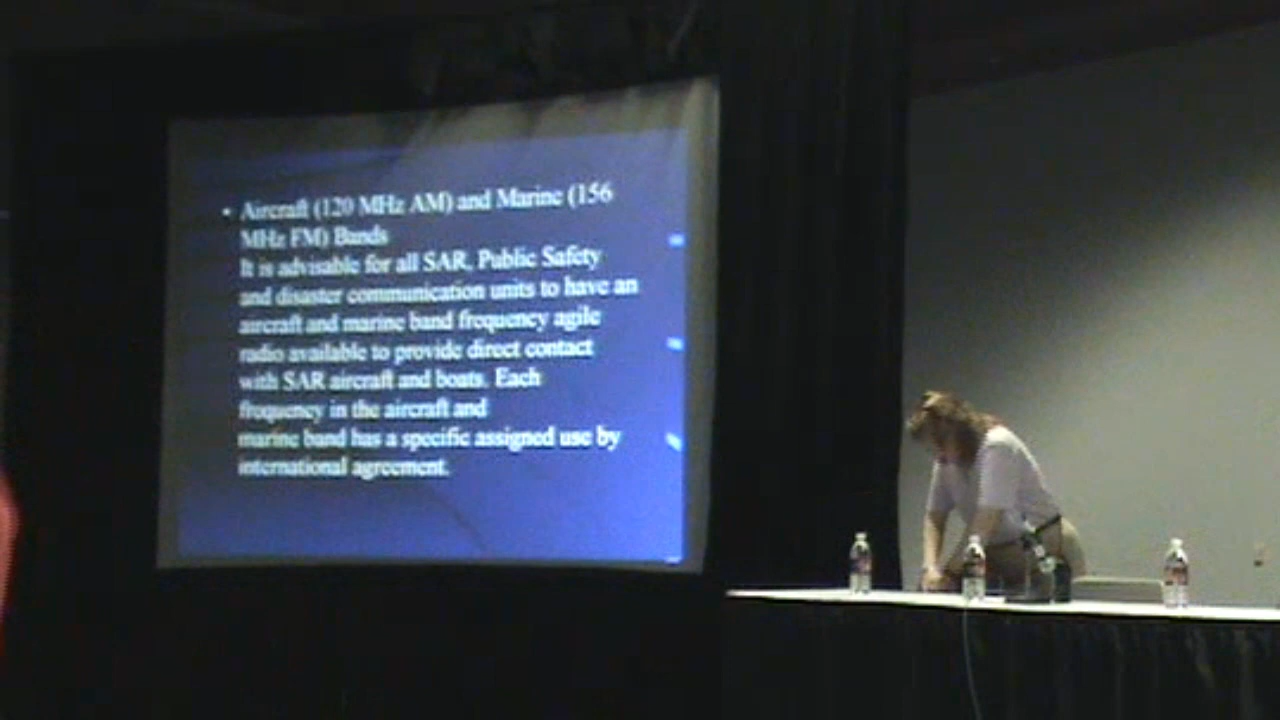 • Aircraft (120 MHz AM) and Marine (156
MHz FM) Bands
It is advisable for all SAR, Public Safety
and disaster communication units to have an
aircraft and marine band frequency agile
radio available to provide direct contact
with SAR aircraft and boats. Each
frequency in the aircraft and
marine band has a specific assigned use by
international agreement.